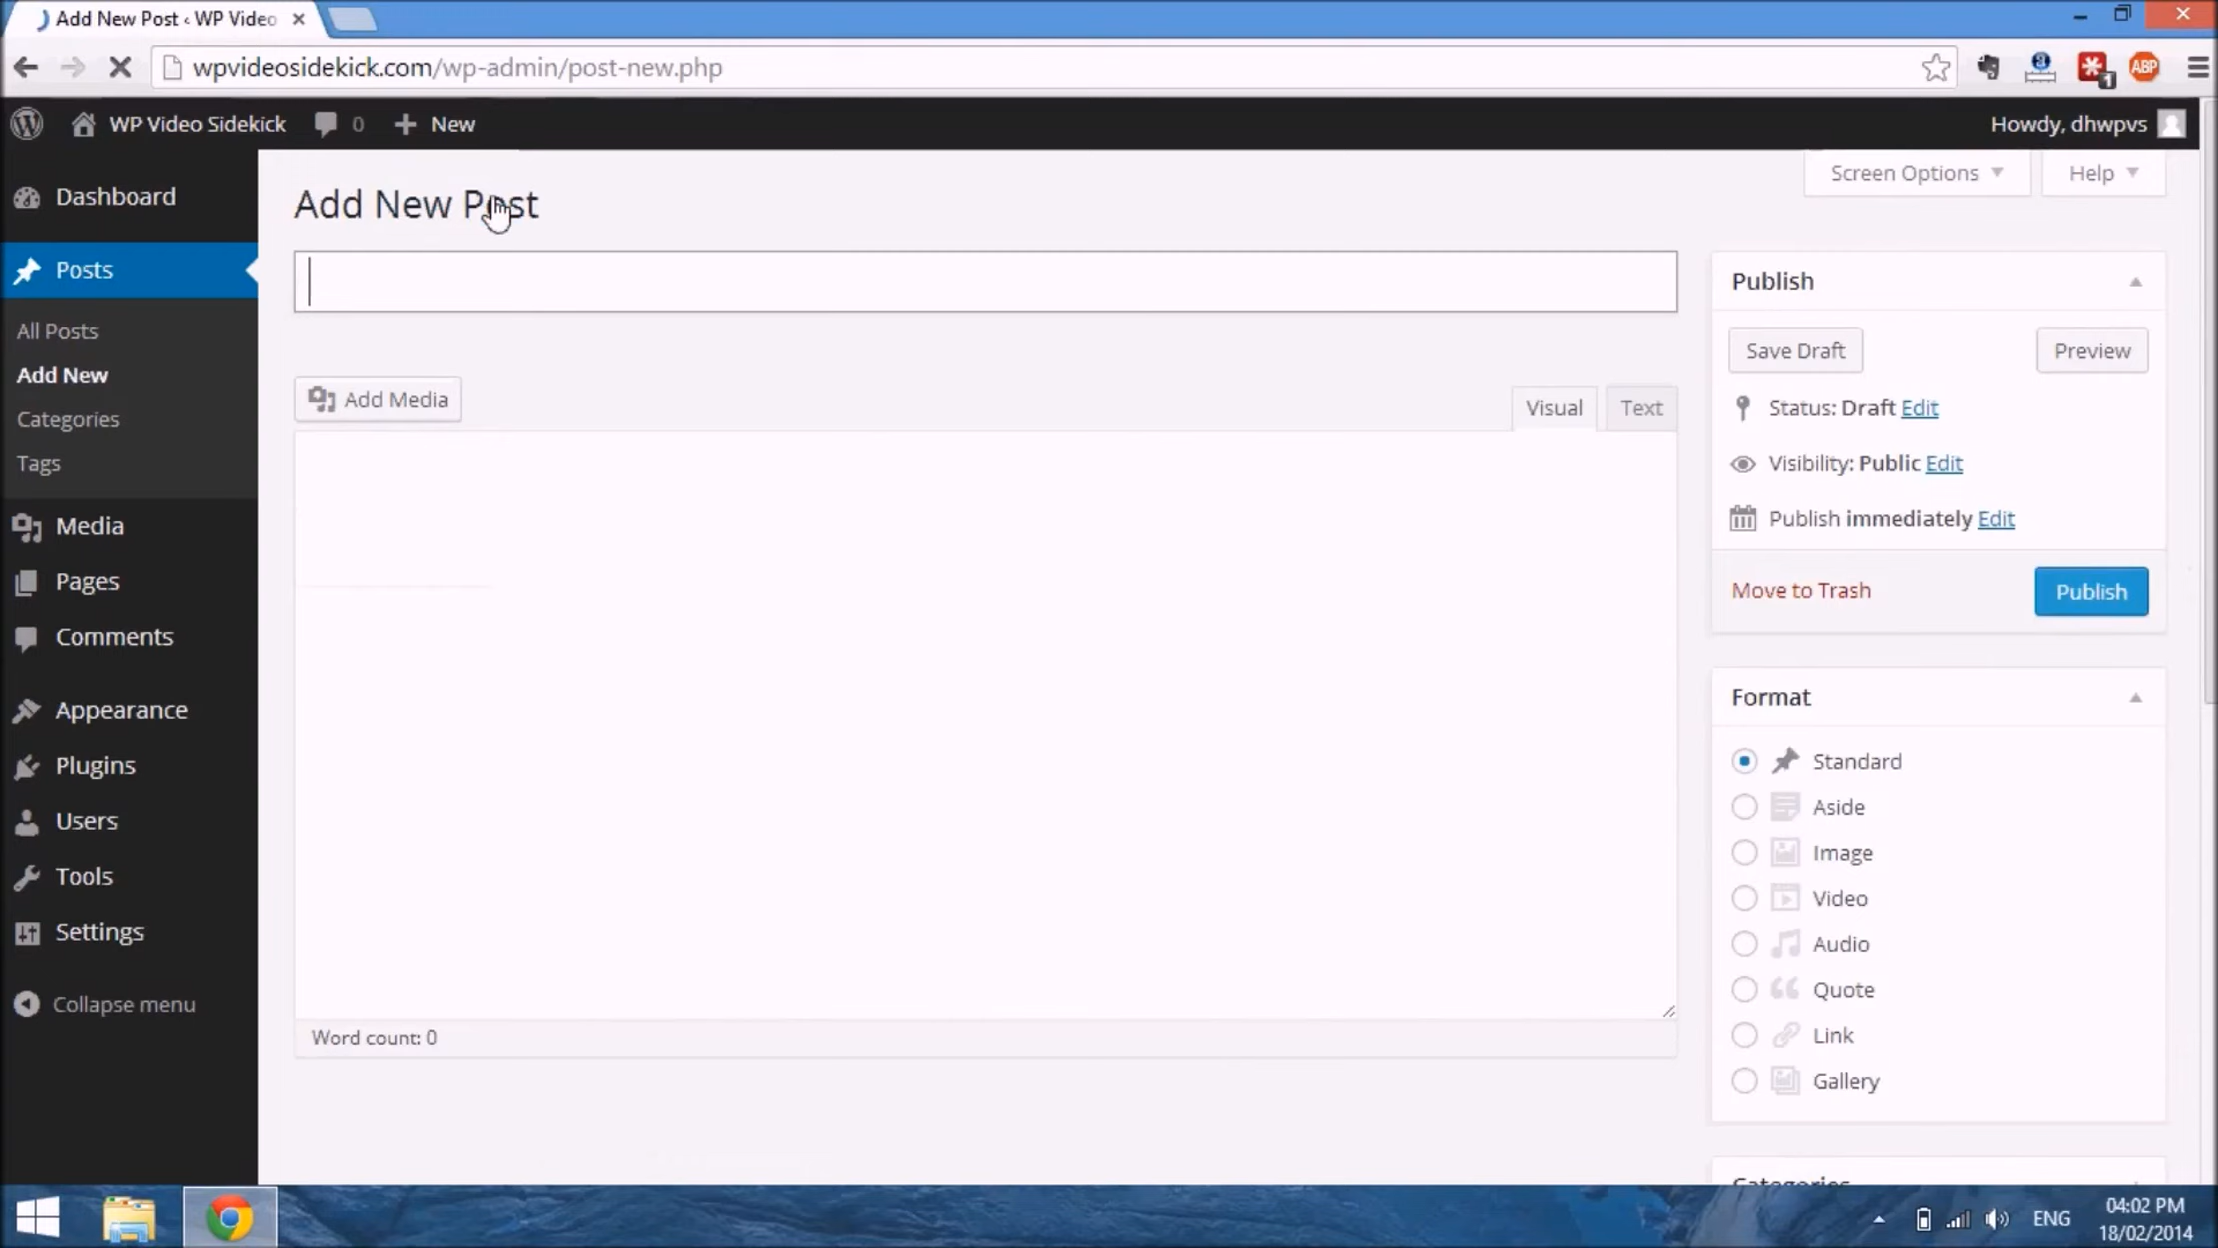 Add New Post ‹ WP Video
wpvideosidekick.com/wp-admin/post-new.php
ABP
1
WP Video Sidekick
0
New
Howdy, dhwpvs
Screen Options
Help
Dashboard
Posts
All Posts
Add New
Categories
Tags
Media
Pages
Comments
Appearance
Plugins
Users
Tools
Settings
Collapse menu
Add New Post
Add Media
Visual
Text
Word count: 0
Publish
Save Draft
Preview
Status: Draft Edit
Visibility: Public Edit
Publish immediately Edit
Move to Trash
Publish
Format
Standard
Aside
Image
Video
Audio
Quote
Link
Gallery
Categories
ENG
04:02 PM
18/02/2014